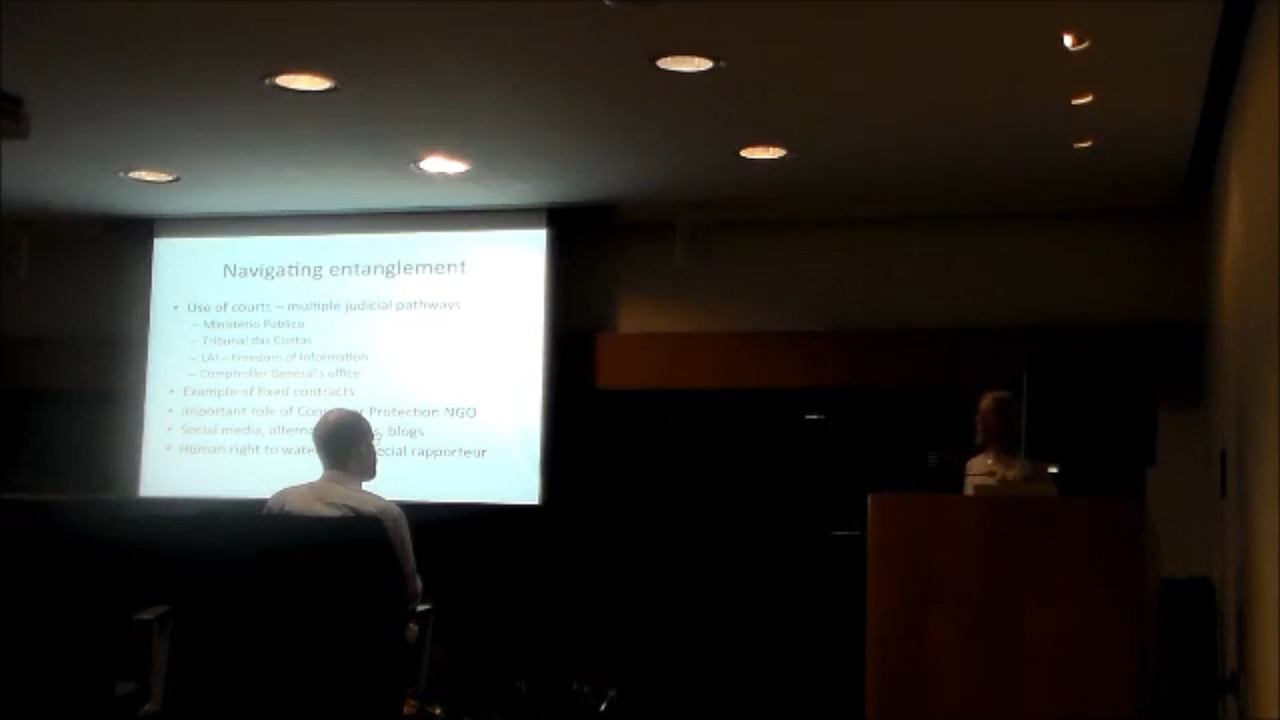 Navigating entanglement
• Use of courts – multiple judicial pathways
– Ministerio Publico
– Tribunal das Contas
– LAI – Freedom of Information
– Comptroller General's office
• Example of fixed contracts
• Important role of Protection NGO
• Social media, blogs
• Human right to rapporteur